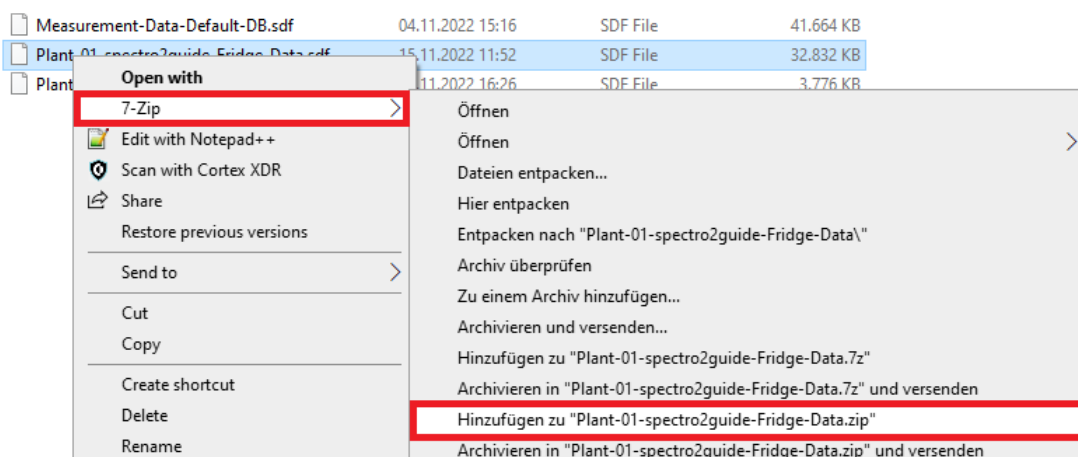 Measurement-Data-Default-DB.sdf 04.11.2022 15:16 SDF File 41.664 KB
Plant-01-spectro2guide-Fridge-Data.sdf 15.11.2022 11:52 SDF File 32.832 KB
Plant .11.2022 16:26 SDF File 3.776 KB
Open with
7-Zip
Edit with Notepad++
Scan with Cortex XDR
Share
Restore previous versions
Send to
Cut
Copy
Create shortcut
Delete
Rename
Öffnen
Öffnen
Dateien entpacken...
Hier entpacken
Entpacken nach "Plant-01-spectro2guide-Fridge-Data\"
Archiv überprüfen
Zu einem Archiv hinzufügen...
Archivieren und versenden...
Hinzufügen zu "Plant-01-spectro2guide-Fridge-Data.7z"
Archivieren in "Plant-01-spectro2guide-Fridge-Data.7z" und versenden
Hinzufügen zu "Plant-01-spectro2guide-Fridge-Data.zip"
Archivieren in "Plant-01-spectro2guide-Fridge-Data.zip" und versenden